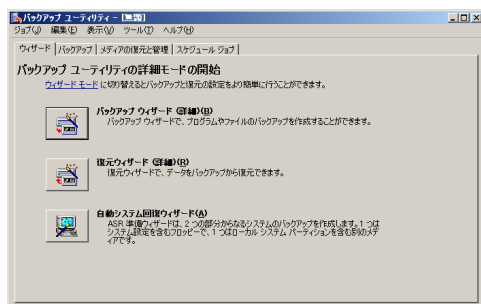 バックアップ ユーティリティ - [無題]
ジョブ(J) 編集(E) 表示(V) ツール(T) ヘルプ(H)
ウィザード バックアップ メディアの復元と管理 スケジュール ジョブ
バックアップ ユーティリティの詳細モードの開始
ウィザード モードに切り替えるとバックアップと復元の設定をより簡単に行うことができます。
バックアップ ウィザード (詳細)(B)
バックアップ ウィザードで、プログラムやファイルのバックアップを作成することができます。
復元ウィザード (詳細)(R)
復元ウィザードで、データをバックアップから復元できます。
自動システム回復ウィザード(A)
ASR 準備ウィザードは、2 つの部分からなるシステムのバックアップを作成します。1 つは
システム設定を含むフロッピーで、1 つはローカル システム パーティションを含む別のメデ
ィアです。